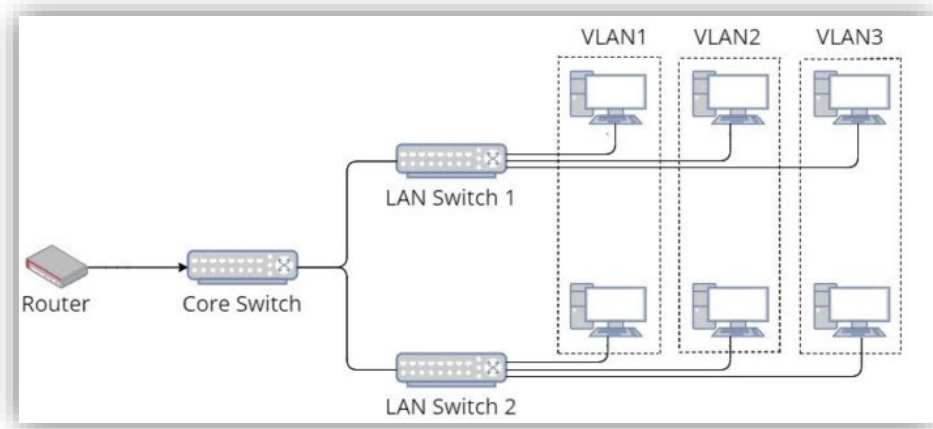 VLAN1 VLAN2 VLAN3
LAN Switch 1
Router Core Switch
LAN Switch 2